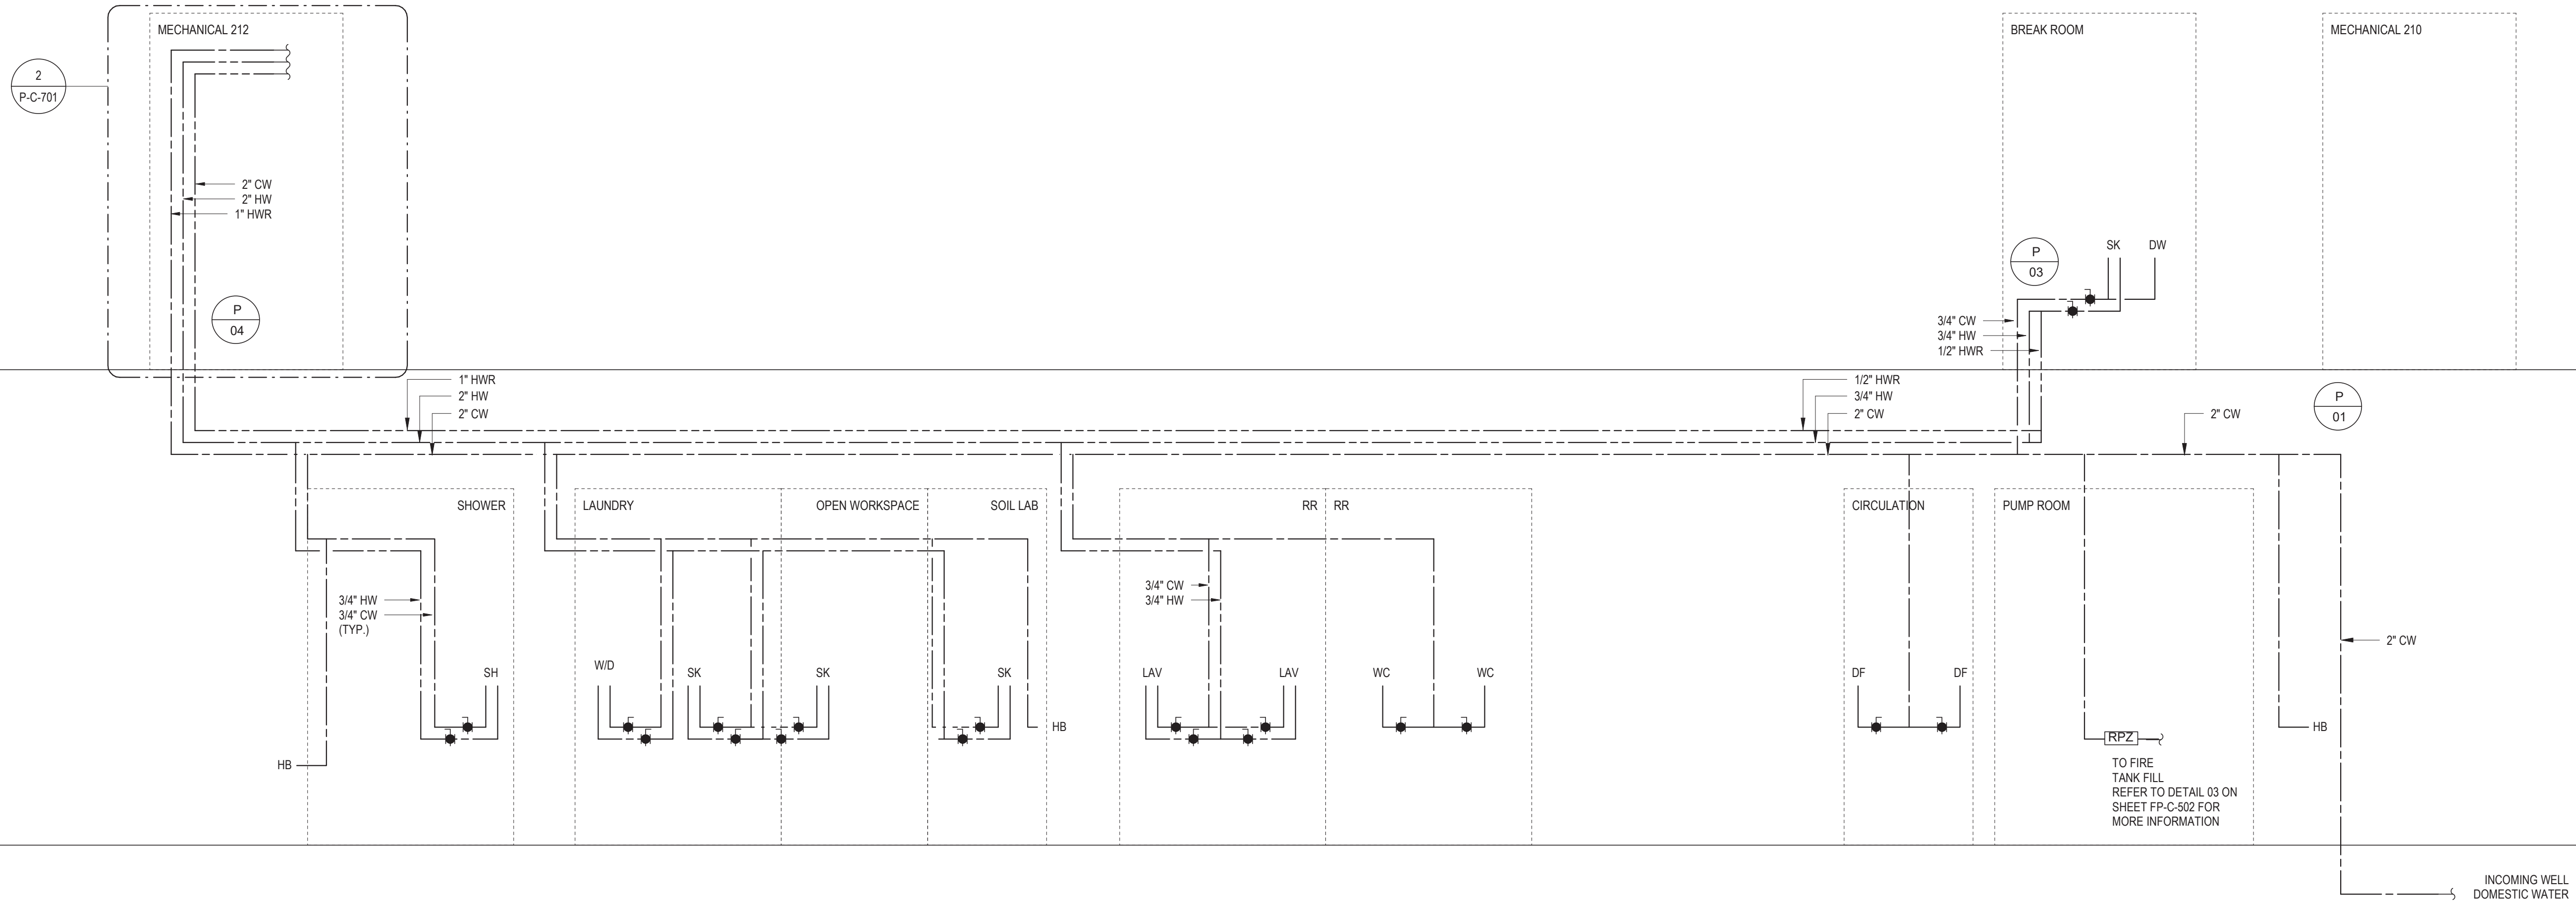 MECHANICAL 212
BREAK ROOM
MECHANICAL 210
2
P-C-701
2" CW
2" HW
1" HWR
P
04
P
03
SK
DW
3/4" CW
3/4" HW
1/2" HWR
1" HWR
2" HW
2" CW
1/2" HWR
3/4" HW
2" CW
P
01
2" CW
SHOWER
LAUNDRY
OPEN WORKSPACE
SOIL LAB
RR
RR
CIRCULATION
PUMP ROOM
3/4" HW
3/4" CW
(TYP.)
3/4" CW
3/4" HW
2" CW
SH
W/D
SK
SK
SK
LAV
LAV
WC
WC
DF
DF
HB
HB
HB
RPZ
TO FIRE
TANK FILL
REFER TO DETAIL 03 ON
SHEET FP-C-502 FOR
MORE INFORMATION
INCOMING WELL
DOMESTIC WATER